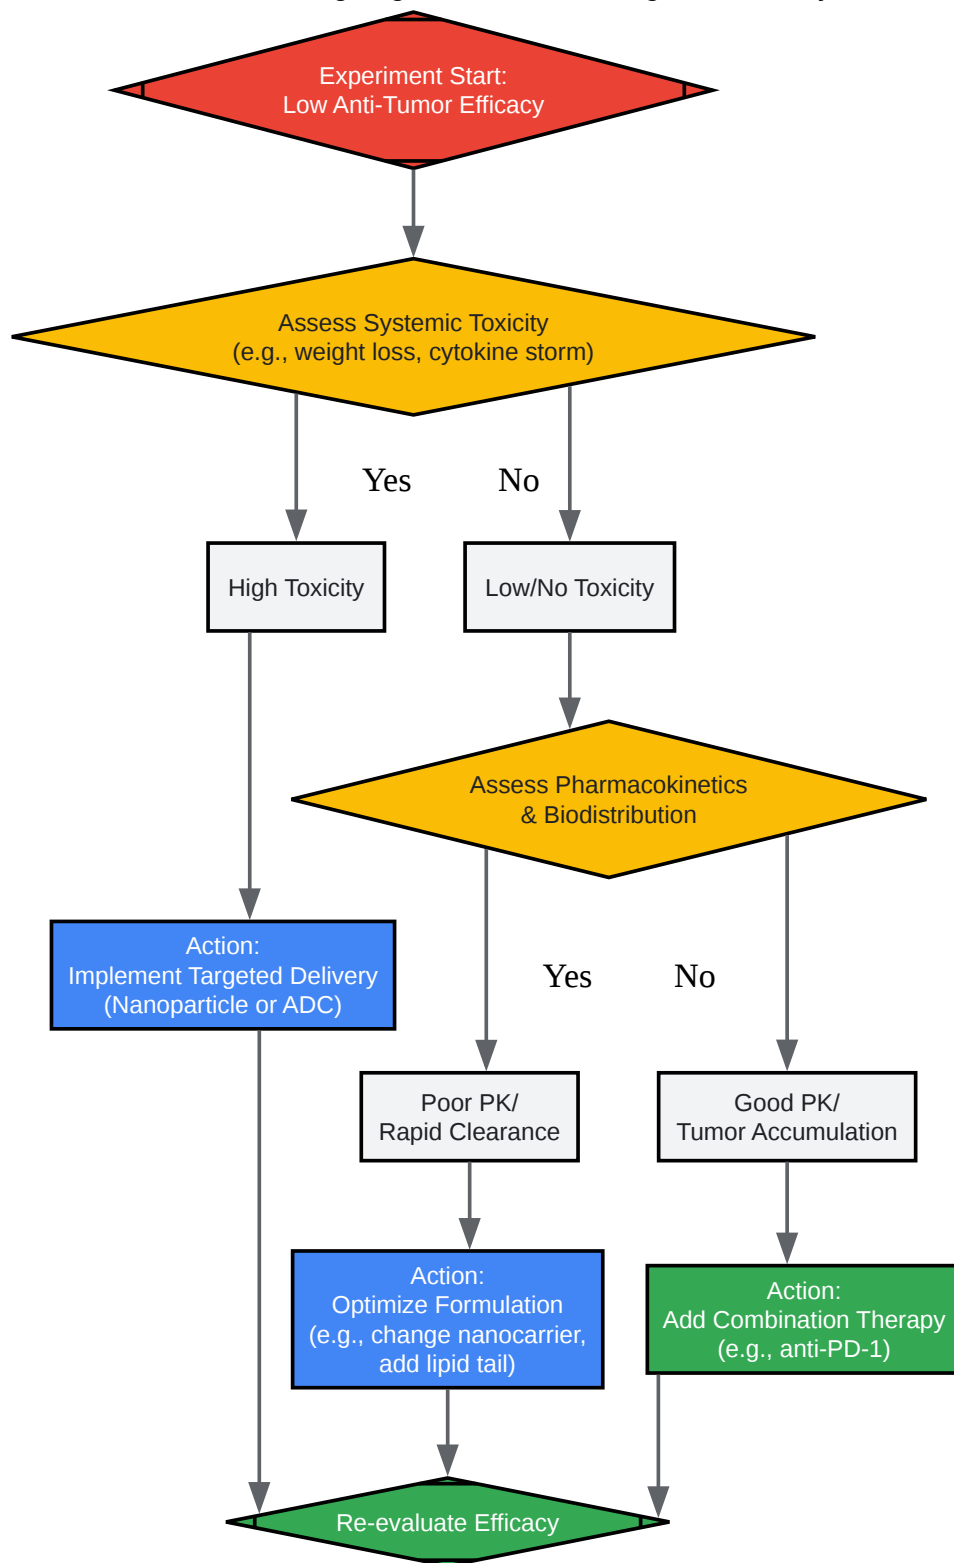 Experiment Start:
Low Anti-Tumor Efficacy
Assess Systemic Toxicity
(e.g., weight loss, cytokine storm)
Yes
No
High Toxicity
Low/No Toxicity
Assess Pharmacokinetics
& Biodistribution
Action:
Implement Targeted Delivery
(Nanoparticle or ADC)
Yes
No
Poor PK/
Rapid Clearance
Good PK/
Tumor Accumulation
Action:
Optimize Formulation
(e.g., change nanocarrier,
add lipid tail)
Action:
Add Combination Therapy
(e.g., anti-PD-1)
Re-evaluate Efficacy